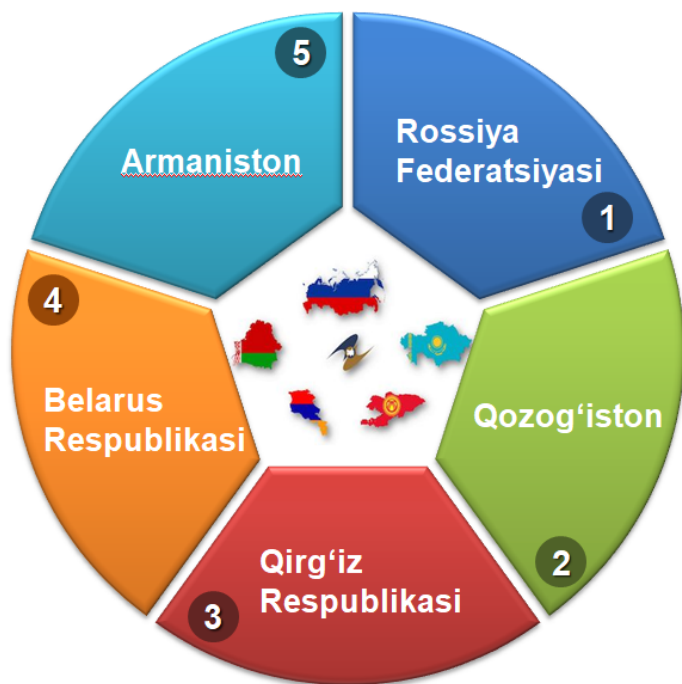 5
Armaniston
Rossiya
Federatsiyasi
1
4
Belarus
Respublikasi
Qozog‘iston
2
Qirg‘iz
Respublikasi
3